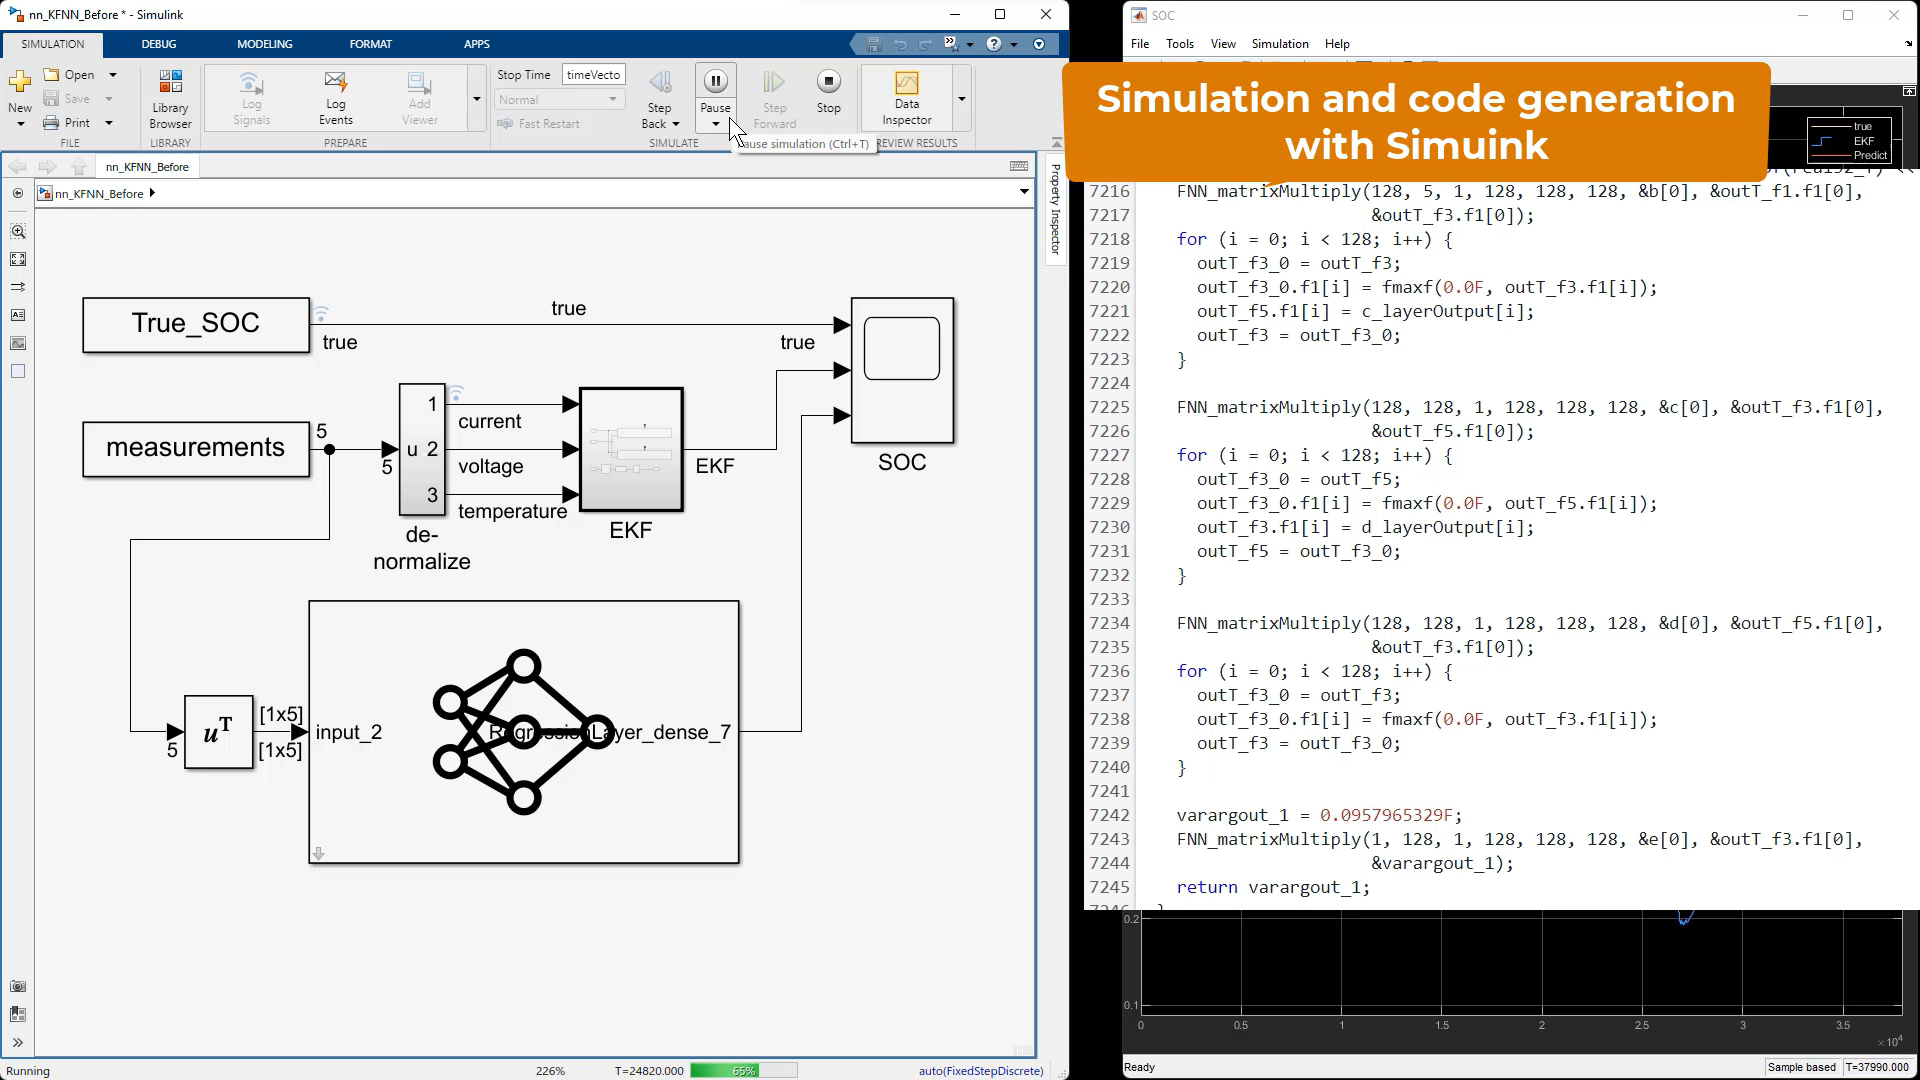 nn_KFNN_Before * - Simulink
SIMULATION
DEBUG
MODELING
FORMAT
APPS
New
Open
Save
Print
FILE
Library Browser
LIBRARY
Log Signals
Log Events
Add Viewer
PREPARE
Stop Time
timeVecto
Normal
Fast Restart
Step Back
Pause
Step Forward
Stop
SIMULATE
Data Inspector
REVIEW RESULTS
ause simulation (Ctrl+T)
nn_KFNN_Before
nn_KFNN_Before
Property Inspector
True_SOC
true
true
true
measurements
5
5
u
1
2
3
de-
normalize
current
voltage
temperature
EKF
EKF
SOC
5
uT
[1x5]
[1x5]
input_2
RegressionLayer_dense_7
Running
226%
T=24820.000
65%
auto(FixedStepDiscrete)
SOC
File
Tools
View
Simulation
Help
Simulation and code generation
with Simuink
true
EKF
Predict
7216 FNN_matrixMultiply(128, 5, 1, 128, 128, 128, &b[0], &outT_f1.f1[0],
7217 &outT_f3.f1[0]);
7218 for (i = 0; i < 128; i++) {
7219 outT_f3_0 = outT_f3;
7220 outT_f3_0.f1[i] = fmaxf(0.0F, outT_f3.f1[i]);
7221 outT_f5.f1[i] = c_layerOutput[i];
7222 outT_f3 = outT_f3_0;
7223 }
7224
7225 FNN_matrixMultiply(128, 128, 1, 128, 128, 128, &c[0], &outT_f3.f1[0],
7226 &outT_f5.f1[0]);
7227 for (i = 0; i < 128; i++) {
7228 outT_f3_0 = outT_f5;
7229 outT_f3_0.f1[i] = fmaxf(0.0F, outT_f5.f1[i]);
7230 outT_f3.f1[i] = d_layerOutput[i];
7231 outT_f5 = outT_f3_0;
7232 }
7233
7234 FNN_matrixMultiply(128, 128, 1, 128, 128, 128, &d[0], &outT_f5.f1[0],
7235 &outT_f3.f1[0]);
7236 for (i = 0; i < 128; i++) {
7237 outT_f3_0 = outT_f3;
7238 outT_f3_0.f1[i] = fmaxf(0.0F, outT_f3.f1[i]);
7239 outT_f3 = outT_f3_0;
7240 }
7241
7242 varargout_1 = 0.0957965329F;
7243 FNN_matrixMultiply(1, 128, 1, 128, 128, 128, &e[0], &outT_f3.f1[0],
7244 &varargout_1);
7245 return varargout_1;
0.2
0.1
0
0.5
1
1.5
2
2.5
3
3.5
×10⁴
Ready
Sample based
T=37990.000